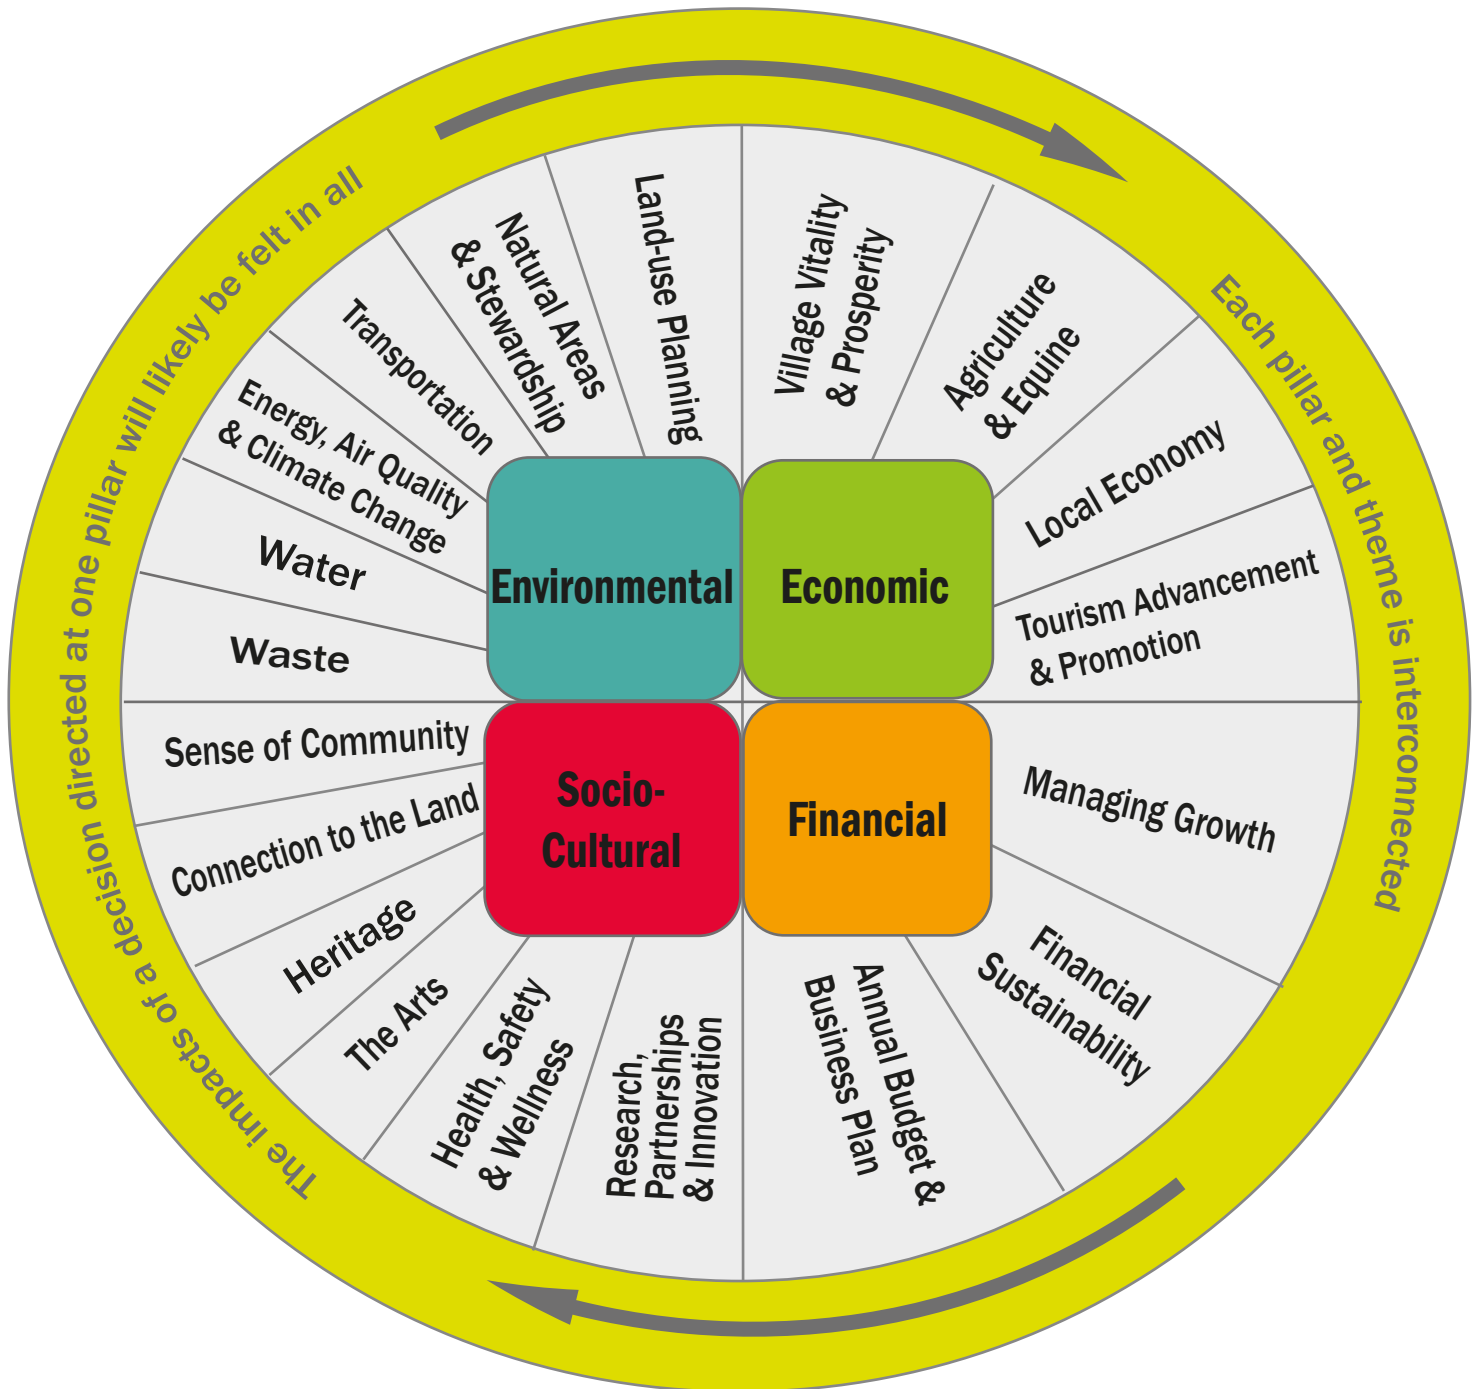 The impacts of a decision directed at one pillar will likely be felt in all
Each pillar and theme is interconnected
Land-use Planning
Natural Areas
& Stewardship
Transportation
Energy, Air Quality
& Climate Change
Water
Waste
Environmental
Village Vitality
& Prosperity
Agriculture
& Equine
Local Economy
Tourism Advancement
& Promotion
Economic
Sense of Community
Connection to the Land
Heritage
The Arts
Health, Safety
& Wellness
Research,
Partnerships
& Innovation
Socio-
Cultural
Managing Growth
Financial
Sustainability
Annual Budget &
Business Plan
Financial